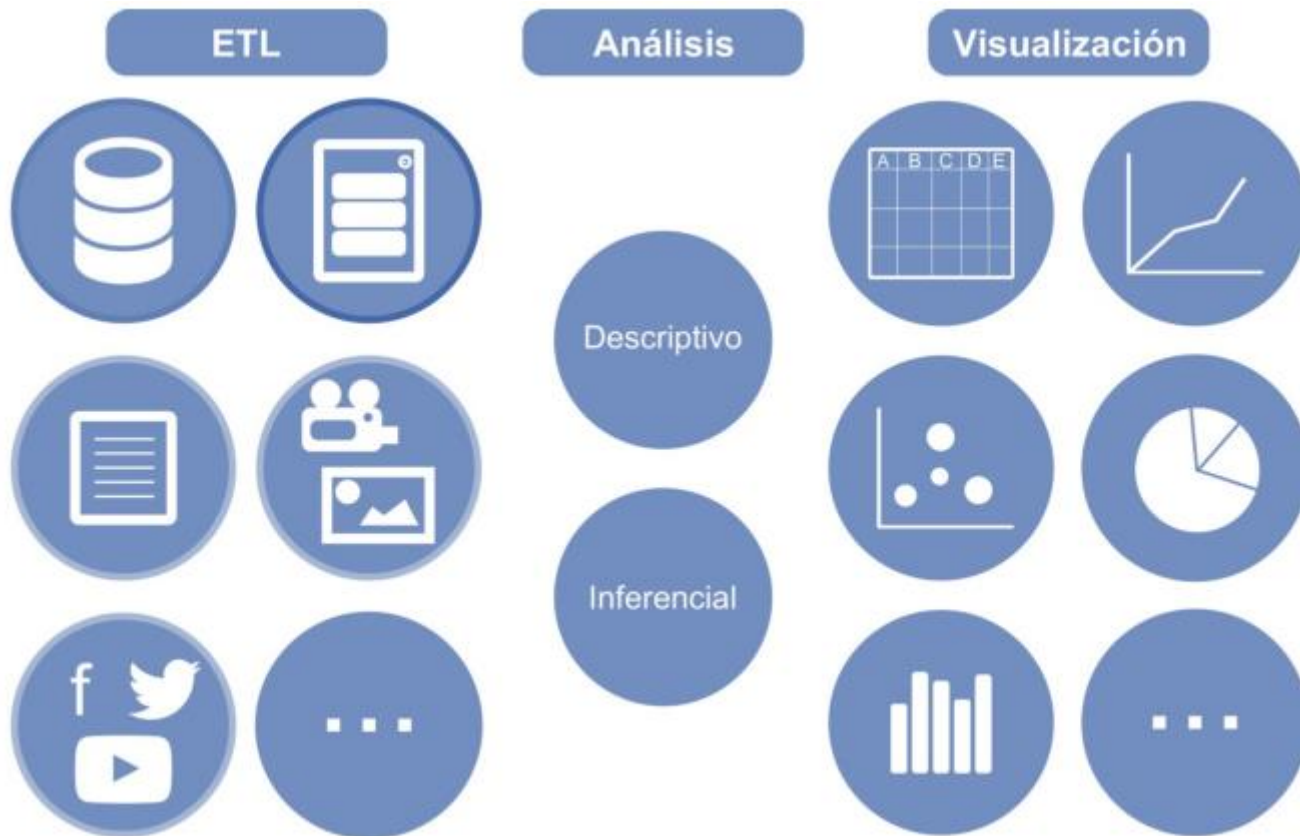 ETL
Análisis
Visualización
A B C D E
Descriptivo
Inferencial
f
...
...